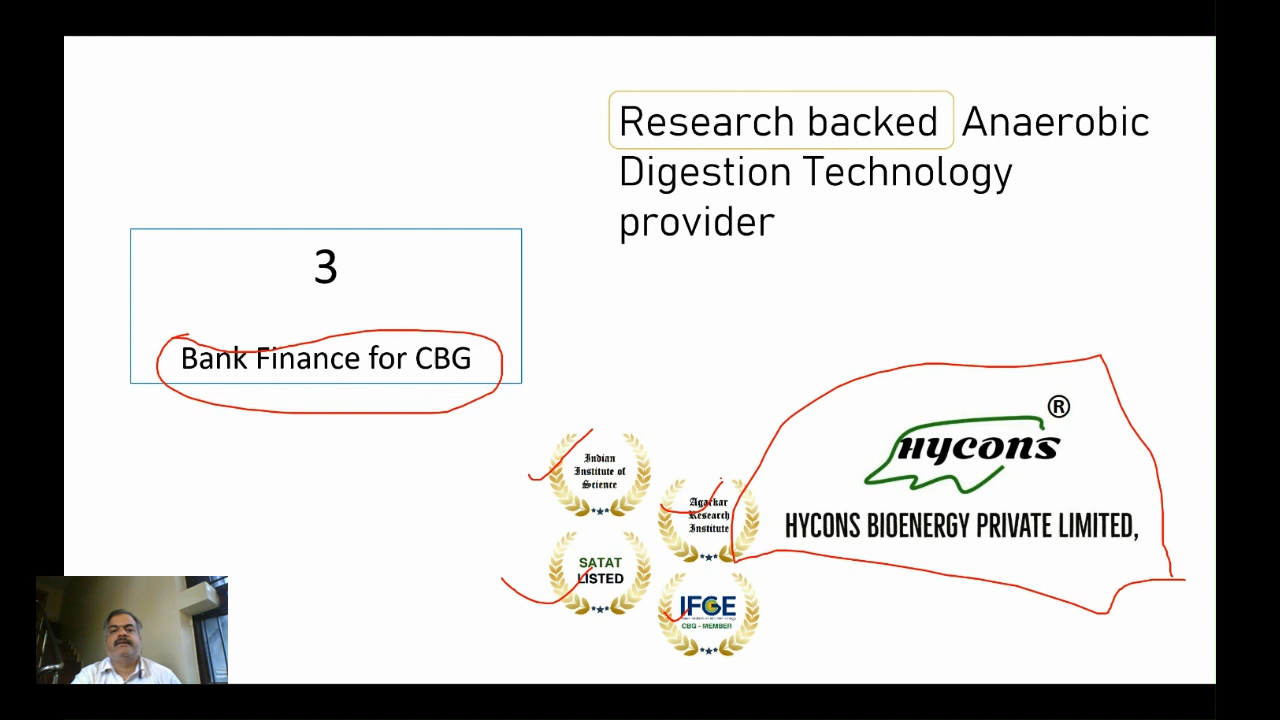 Research backed Anaerobic
Digestion Technology
provider
3
Bank Finance for CBG
Indian
Institute of
Science
Agarkar
Research
Institute
SATAT
LISTED
IFGE
CBG - MEMBER
Hycons ®
HYCONS BIOENERGY PRIVATE LIMITED,